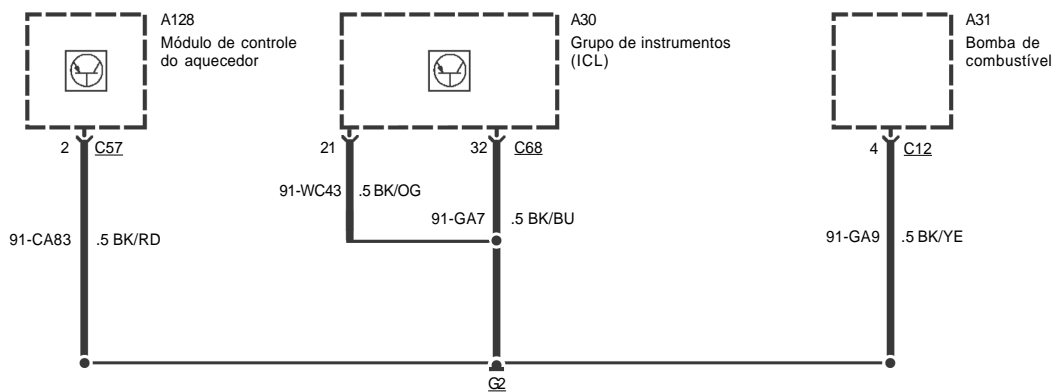 A128
Módulo de controle
do aquecedor
A30
Grupo de instrumentos
(ICL)
A31
Bomba de
combustível
2 C57
21
32 C68
4 C12
91-WC43 .5 BK/OG
91-GA7 .5 BK/BU
91-CA83 .5 BK/RD
91-GA9 .5 BK/YE
G2